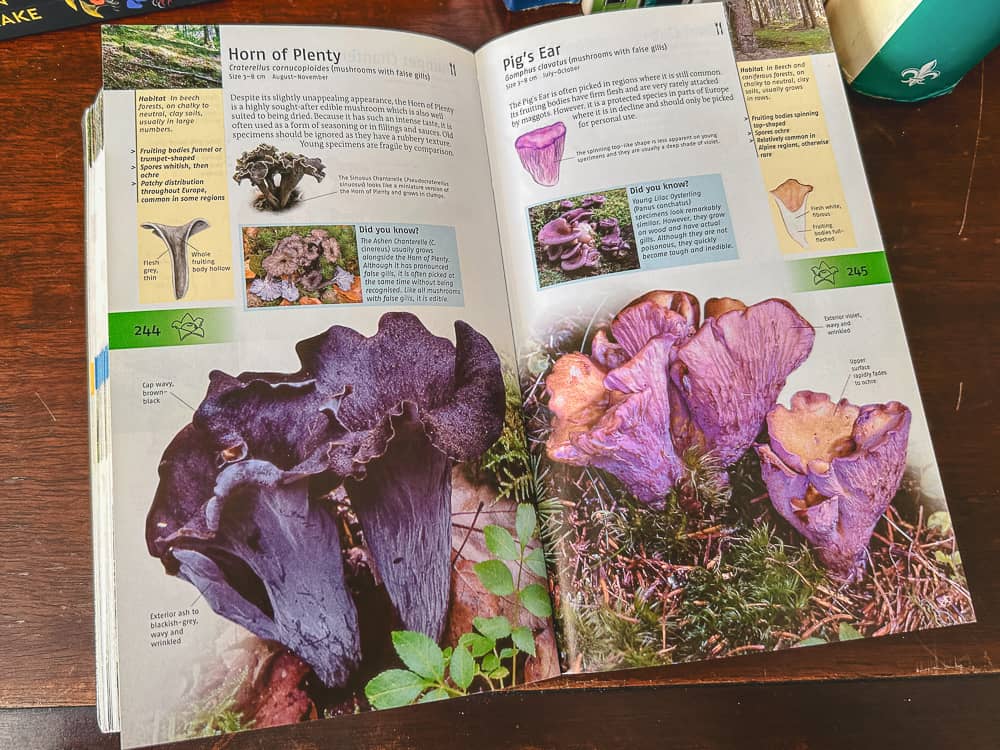 AKE
Horn of Plenty
Craterellus cornucopioides (mushrooms with false gills)
Size 3–8 cm August–November
Habitat In beech
forests, on chalky to
neutral, clay soils,
usually in large
numbers.
> Fruiting bodies funnel or
trumpet-shaped
> Spores whitish, then
ochre
> Patchy distribution
throughout Europe,
common in some regions
Flesh
grey,
thin
Whole
fruiting
body hollow
Despite its slightly unappealing appearance, the Horn of Plenty
is a highly sought-after edible mushroom which is also well
suited to being dried. Because it has such an intense taste, it is
often used as a form of seasoning or in fillings and sauces. Old
specimens should be ignored as they have a rubbery texture.
Young specimens are fragile by comparison.
The Sinuous Chanterelle (Pseudocraterellus
sinuosus) looks like a miniature version of
the Horn of Plenty and grows in clumps.
Did you know?
The Ashen Chanterelle (C.
cinereus) usually grows
alongside the Horn of Plenty.
Although it has pronounced
false gills, it is often picked at
the same time without being
recognised. Like all mushrooms
with false gills, it is edible.
244
Cap wavy,
brown-
black
Exterior ash to
blackish-grey,
wavy and
wrinkled
Pig's Ear
Gomphus clavatus (mushrooms with false gills)
Size 3–8 cm July–October
The Pig's Ear is often picked in regions where it is still common.
Its fruiting bodies have firm flesh and are very rarely attacked
by maggots. However, it is a protected species in parts of Europe
where it is in decline and should only be picked
for personal use.
The spinning top-like shape is less apparent on young
specimens and they are usually a deep shade of violet.
Did you know?
Young Lilac Oysterling
(Panus conchatus)
specimens look remarkably
similar. However, they grow
on wood and have actual
gills. Although they are not
poisonous, they quickly
become tough and inedible.
Habitat In Beech and
coniferous forests,
on chalky to neutral,
clay soils,
usually grows
in rows.
> Fruiting bodies spinning
top-shaped
> Spores ochre
> Relatively common in
Alpine regions, otherwise
rare
Flesh white,
fibrous
Fruiting
bodies full-
fleshed
245
Exterior violet,
wavy and
wrinkled
Upper
surface
rapidly fades
to ochre